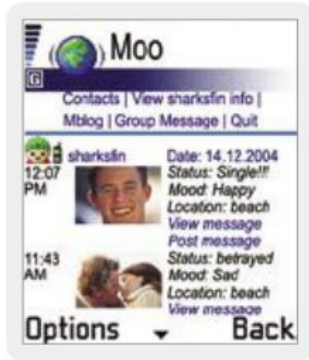 Moo
G
Contacts | View sharksfin info |
Mblog | Group Message | Quit
sharksfin Date: 14.12.2004
12:07 PM Status: Single!!!
Mood: Happy
Location: beach
View message
Post message
11:43 AM Status: betrayed
Mood: Sad
Location: beach
View message
Options Back